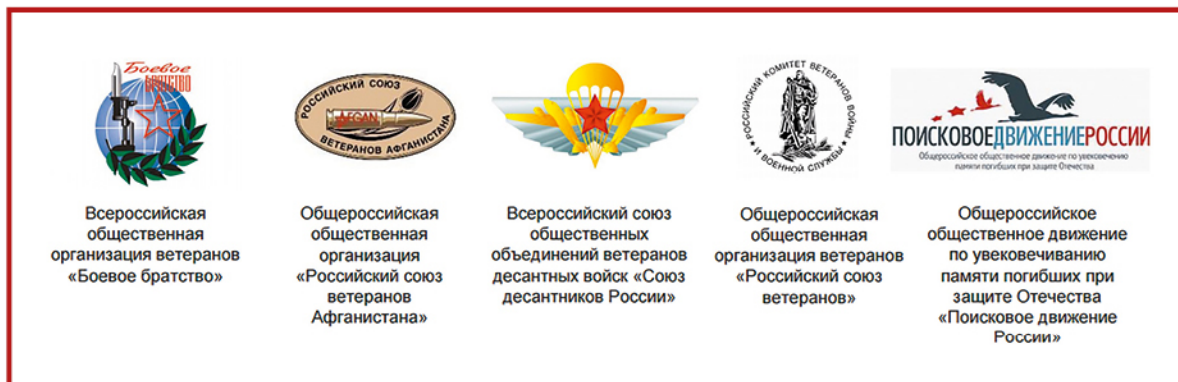 Боевое
БРАТСТВО
РОССИЙСКИЙ СОЮЗ
AFGAN
ВЕТЕРАНОВ АФГАНИСТАНА
РОССИЙСКИЙ КОМИТЕТ ВЕТЕРАНОВ ВОЙНЫ
И ВОЕННОЙ СЛУЖБЫ
ПОИСКОВОЕДВИЖЕНИЕРОССИИ
Общероссийское общественное движение по увековечению
памяти погибших при защите Отечества
Всероссийская
общественная
организация ветеранов
«Боевое братство»
Общероссийская
общественная
организация
«Российский союз
ветеранов
Афганистана»
Всероссийский союз
общественных
объединений ветеранов
десантных войск «Союз
десантников России»
Общероссийская
общественная
организация ветеранов
«Российский союз
ветеранов»
Общероссийское
общественное движение
по увековечиванию
памяти погибших при
защите Отечества
«Поисковое движение
России»